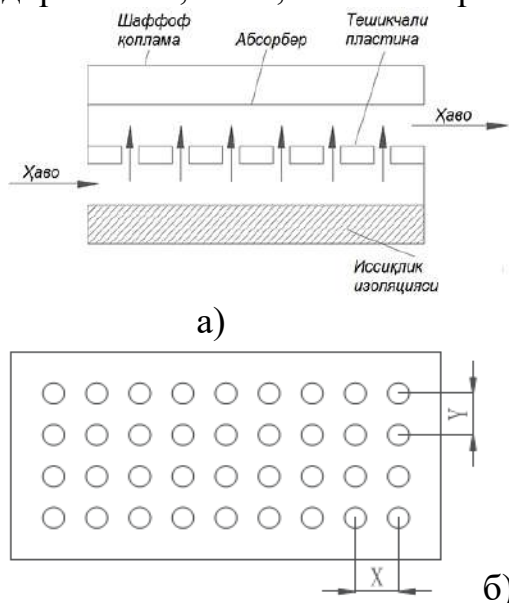 Шаффоф
қоплама
Абсорбер
Тешикчали
пластина
Ҳаво
Ҳаво
Иссиқлик
изоляцияси
а)
Y
X
б)